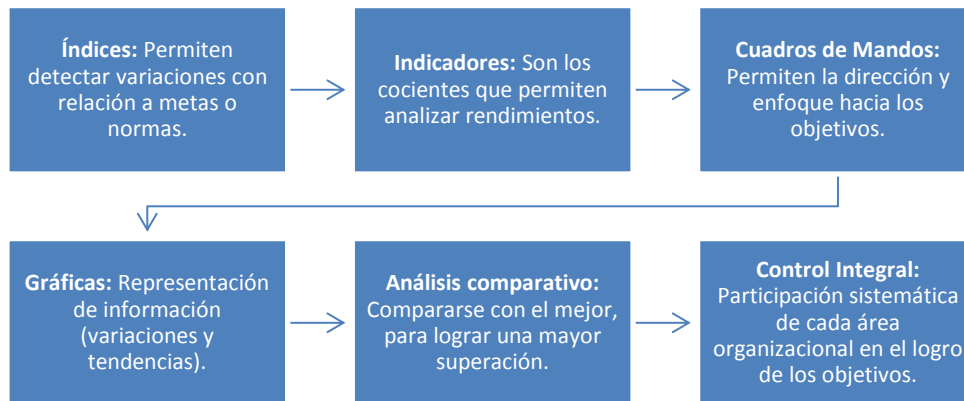 Índices: Permiten
detectar variaciones con
relación a metas o
normas.
Indicadores: Son los
cocientes que permiten
analizar rendimientos.
Cuadros de Mandos:
Permiten la dirección y
enfoque hacia los
objetivos.
Gráficas: Representación
de información
(variaciones y
tendencias).
Análisis comparativo:
Compararse con el mejor,
para lograr una mayor
superación.
Control Integral:
Participación sistemática
de cada área
organizacional en el logro
de los objetivos.